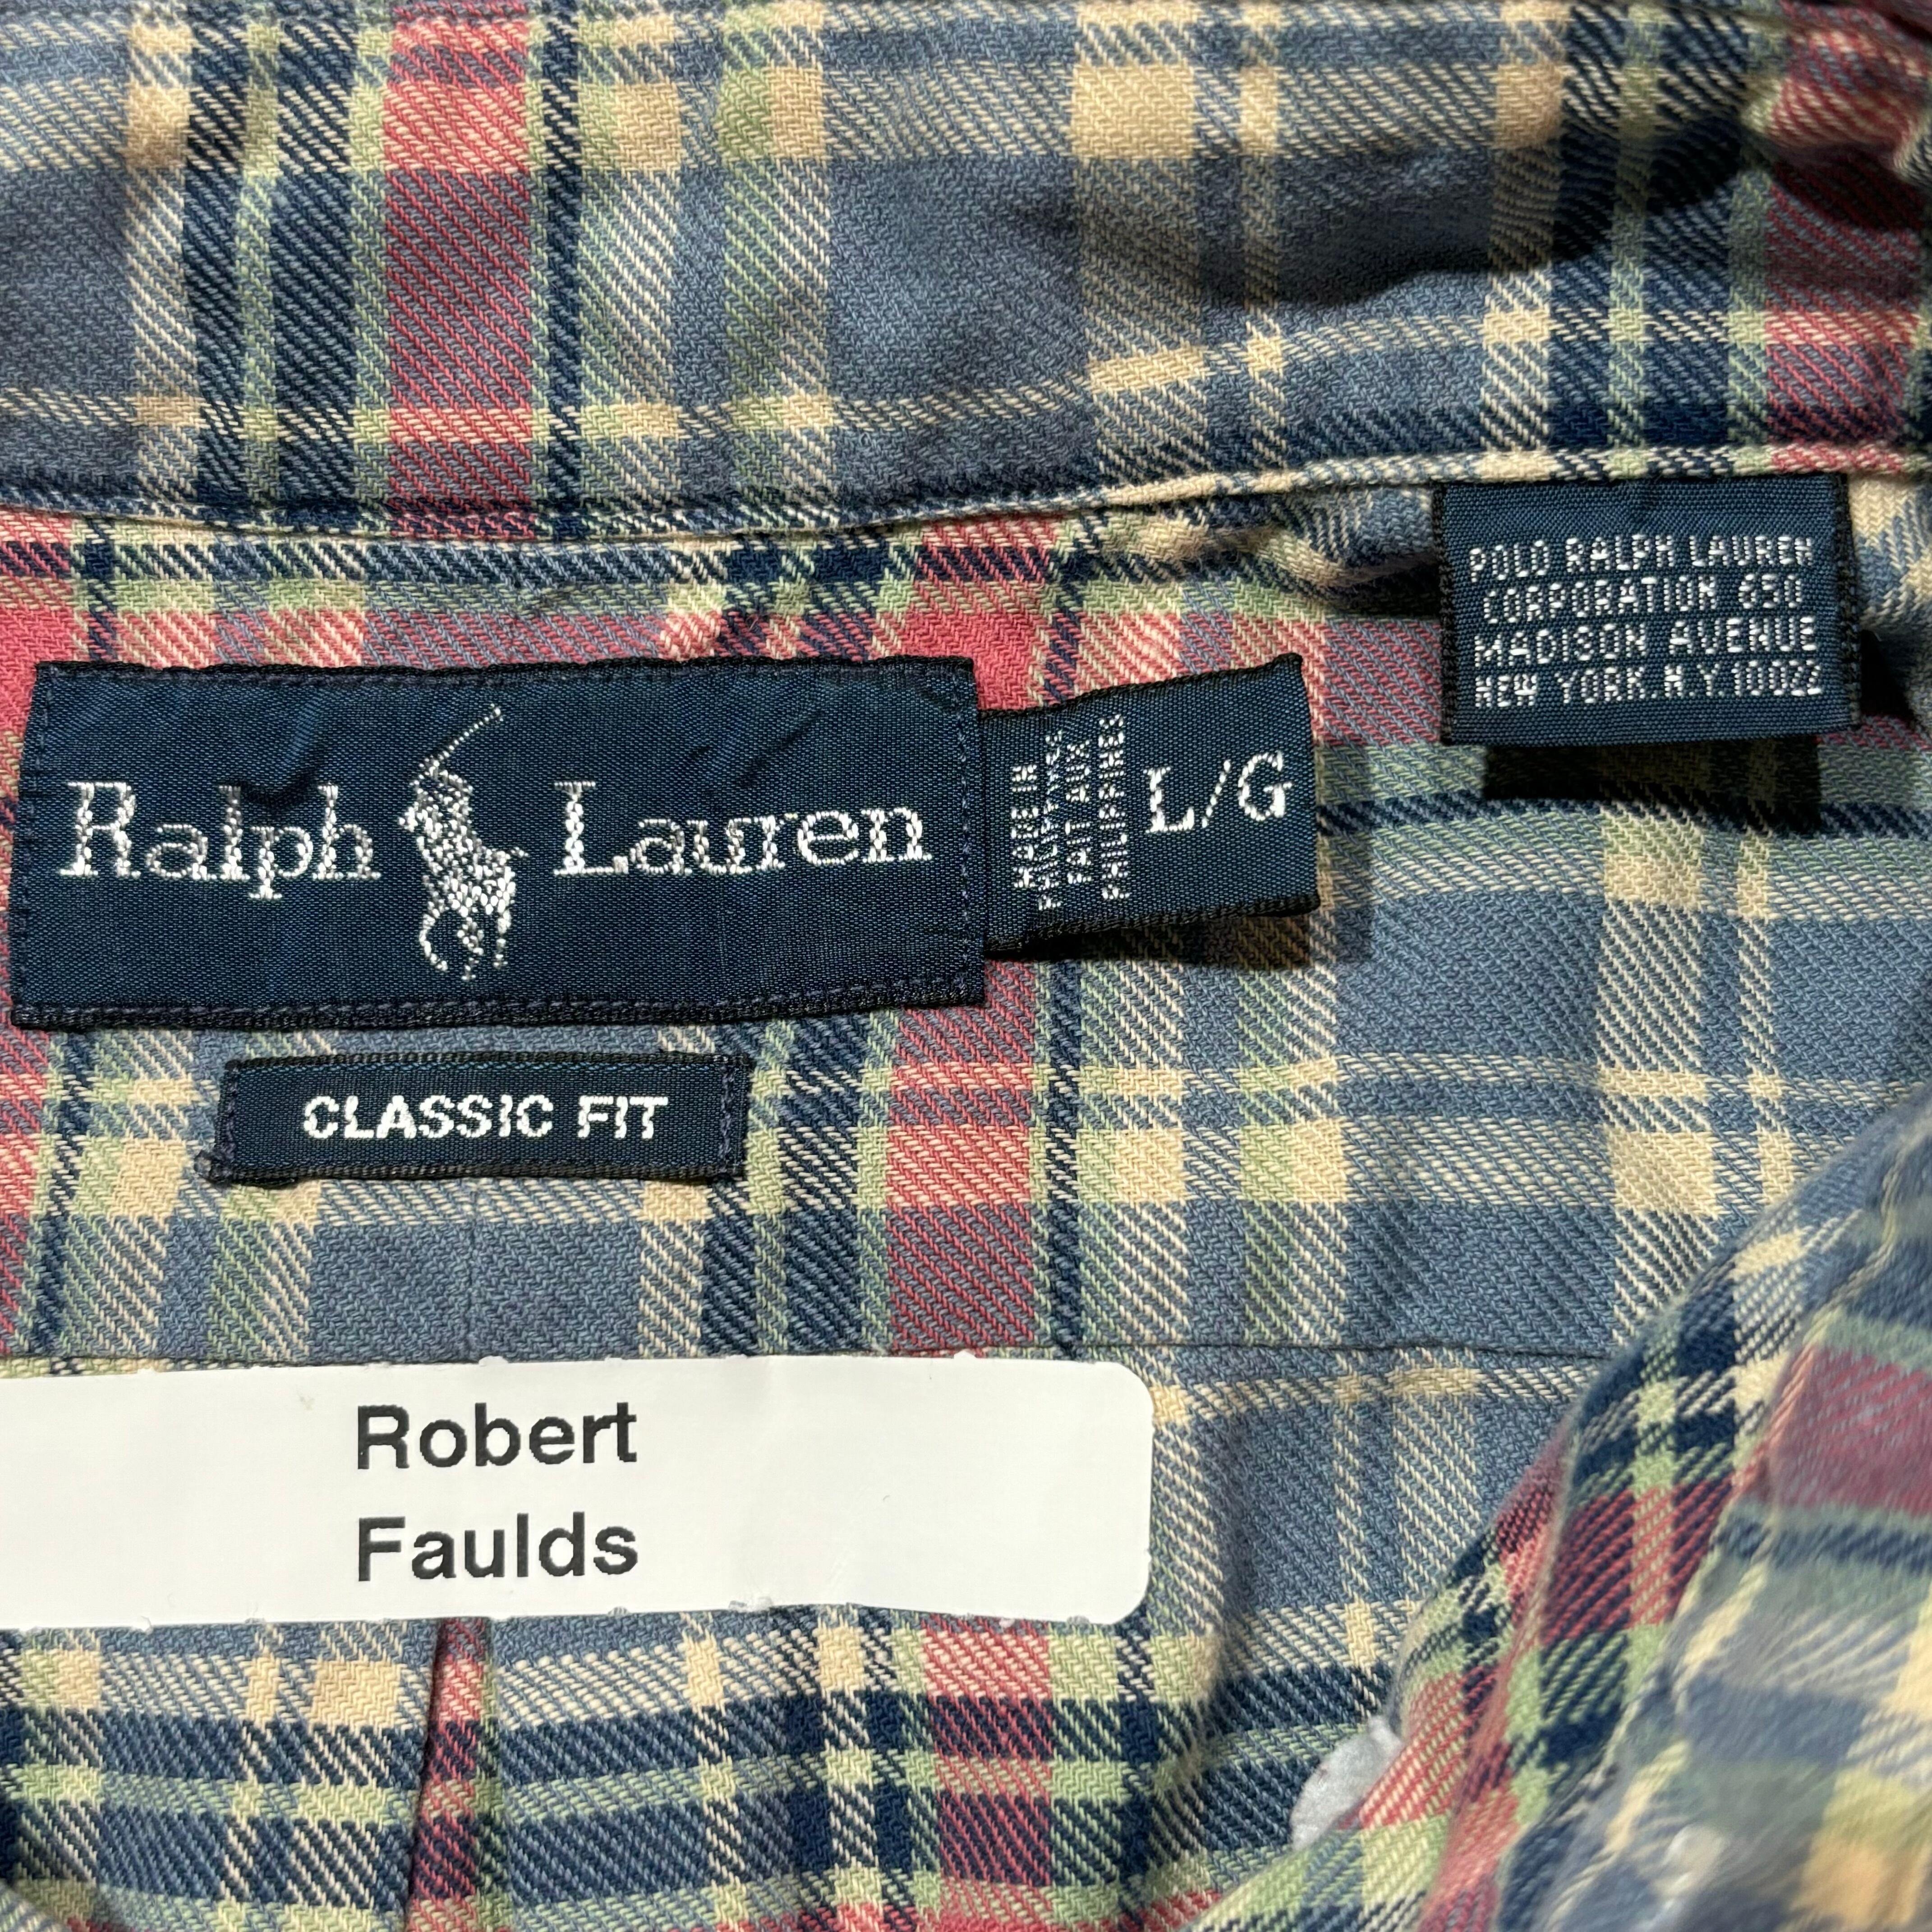 POLO RALPH LAUREN
CORPORATION 650
MADISON AVENUE
NEW YORK N.Y 10022
Ralph Lauren
MADE IN
PHILIPPINES
FAIT AUX
PHILIPPINES
L/G
CLASSIC FIT
Robert
Faulds